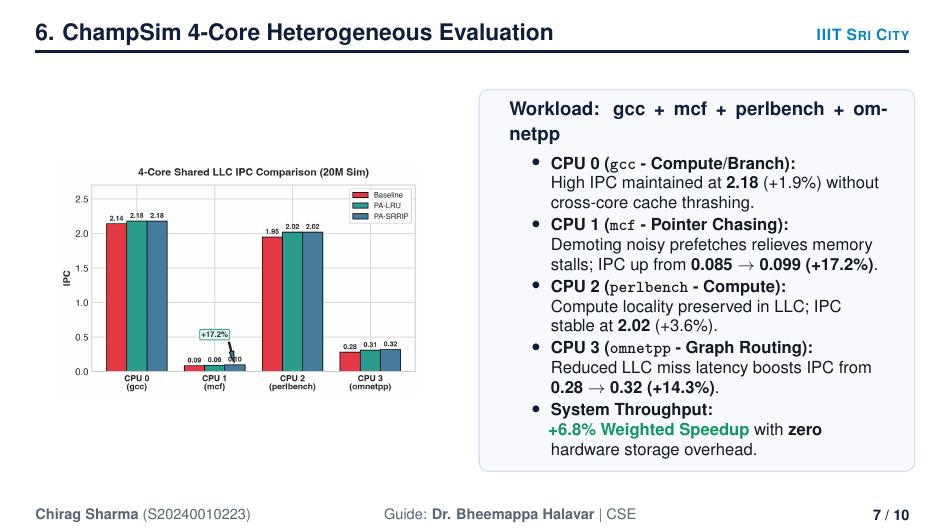 6. ChampSim 4-Core Heterogeneous Evaluation
IIIT SRI CITY
4-Core Shared LLC IPC Comparison (20M Sim)
Baseline
PA-LRU
PA-SRRIP
IPC
2.5
2.0
1.5
1.0
0.5
0.0
2.14 2.18 2.18
0.09 0.09 0.10
+17.2%
1.95 2.02 2.02
0.28 0.31 0.32
CPU 0 CPU 1 CPU 2 CPU 3
(gcc) (mcf) (perlbench) (omnetpp)
Workload: gcc + mcf + perlbench + om-
netpp
• CPU 0 (gcc - Compute/Branch):
High IPC maintained at 2.18 (+1.9%) without
cross-core cache thrashing.
• CPU 1 (mcf - Pointer Chasing):
Demoting noisy prefetches relieves memory
stalls; IPC up from 0.085 → 0.099 (+17.2%).
• CPU 2 (perlbench - Compute):
Compute locality preserved in LLC; IPC
stable at 2.02 (+3.6%).
• CPU 3 (omnetpp - Graph Routing):
Reduced LLC miss latency boosts IPC from
0.28 → 0.32 (+14.3%).
• System Throughput:
+6.8% Weighted Speedup with zero
hardware storage overhead.
Chirag Sharma (S20240010223)
Guide: Dr. Bheemappa Halavar | CSE
7 / 10